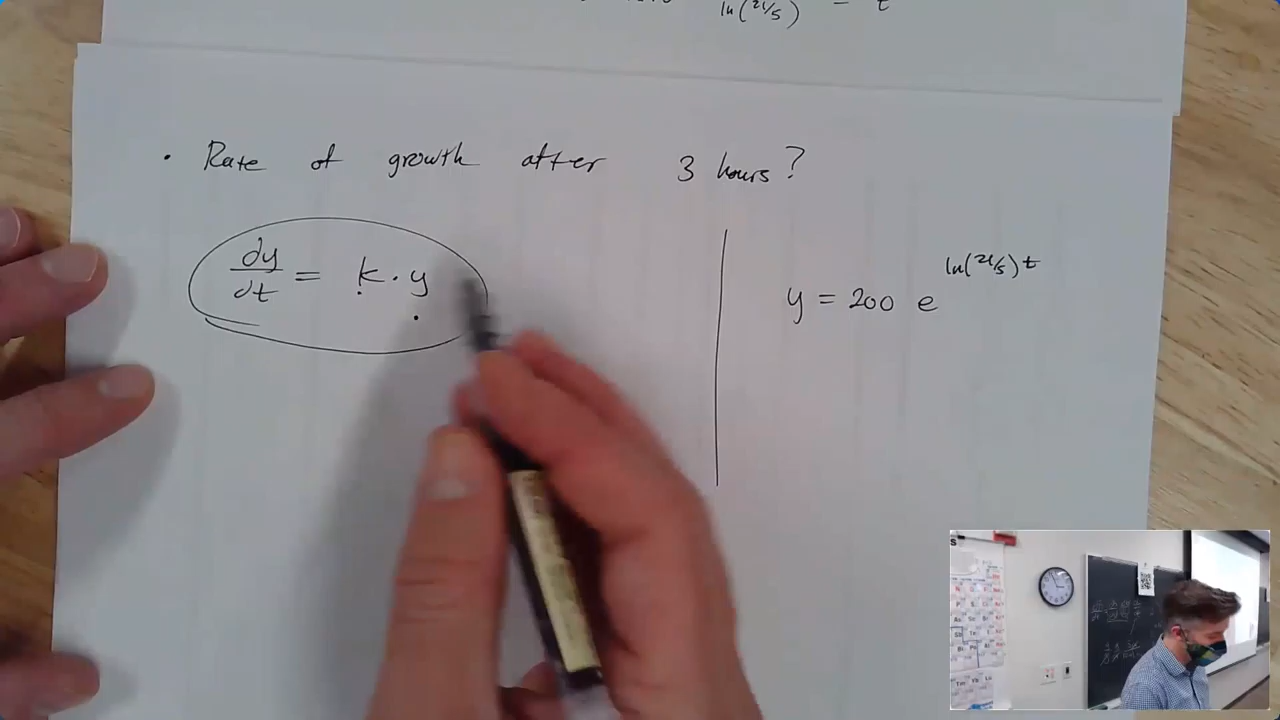 ln(21/5) = t
• Rate of growth after 3 hours?
dy/dt = k · y
y = 200 e^{ln(21/5)t}